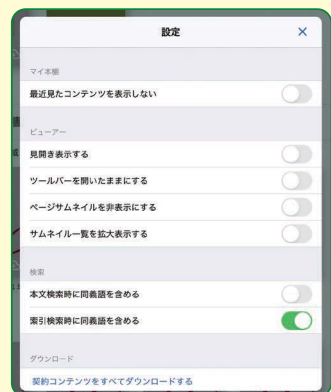 設定
×
マイ本棚
最近見たコンテンツを表示しない
ビューアー
見開き表示する
ツールバーを開いたままにする
ページサムネイルを非表示にする
サムネイル一覧を拡大表示する
検索
本文検索時に同義語を含める
索引検索時に同義語を含める
ダウンロード
契約コンテンツをすべてダウンロードする